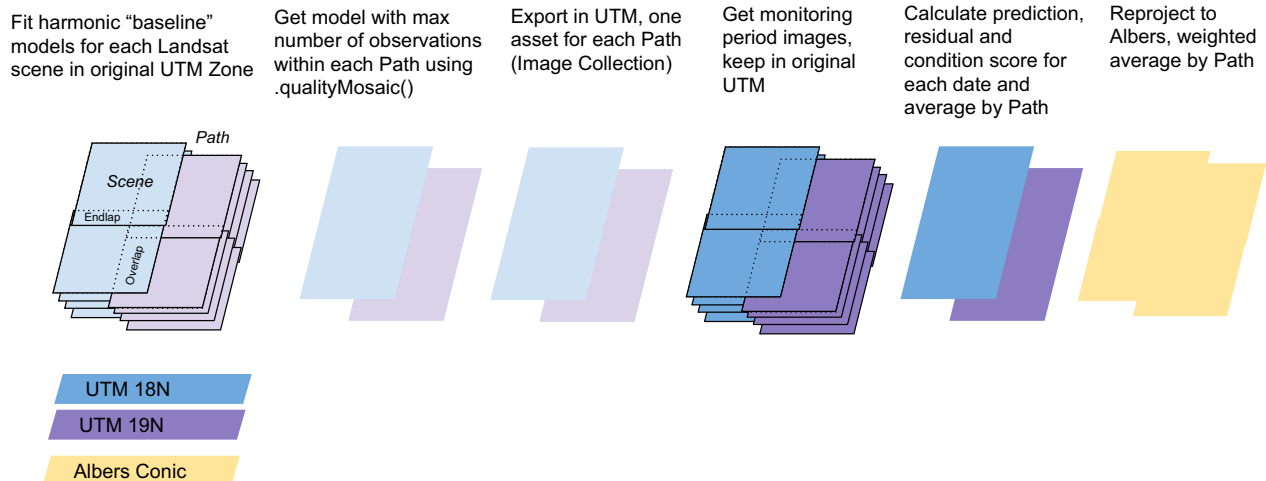 Fit harmonic “baseline”
models for each Landsat
scene in original UTM Zone
Get model with max
number of observations
within each Path using
.qualityMosaic()
Export in UTM, one
asset for each Path
(Image Collection)
Get monitoring
period images,
keep in original
UTM
Calculate prediction,
residual and
condition score for
each date and
average by Path
Reproject to
Albers, weighted
average by Path
Path
Scene
Endlap
Overlap
UTM 18N
UTM 19N
Albers Conic